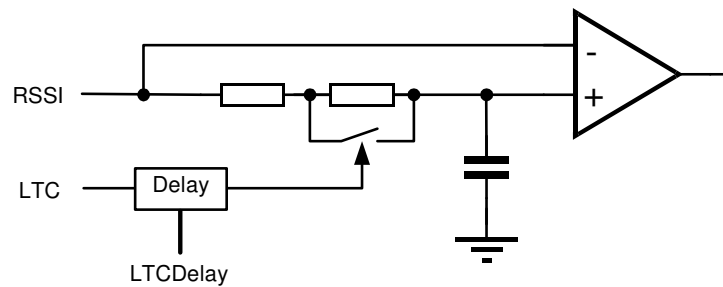 -
RSSI
+
LTC
Delay
LTCDelay